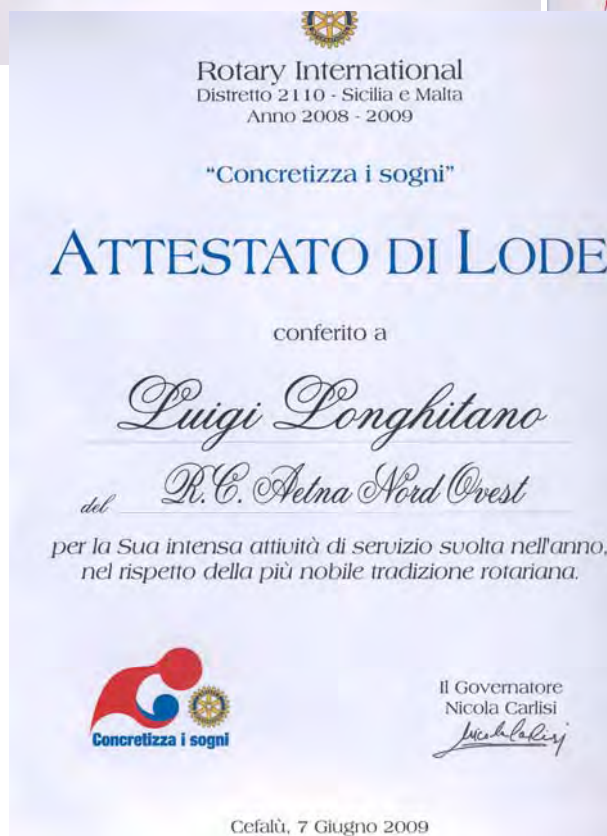 Rotary International
Distretto 2110 - Sicilia e Malta
Anno 2008 - 2009
"Concretizza i sogni"
ATTESTATO DI LODE
conferito a
Luigi Longhitano
del R.C. Aetna Nord Ovest
per la Sua intensa attività di servizio svolta nell'anno,
nel rispetto della più nobile tradizione rotariana.
Concretizza i sogni
Il Governatore
Nicola Carlisi
Nicola Carlisi
Cefalù, 7 Giugno 2009